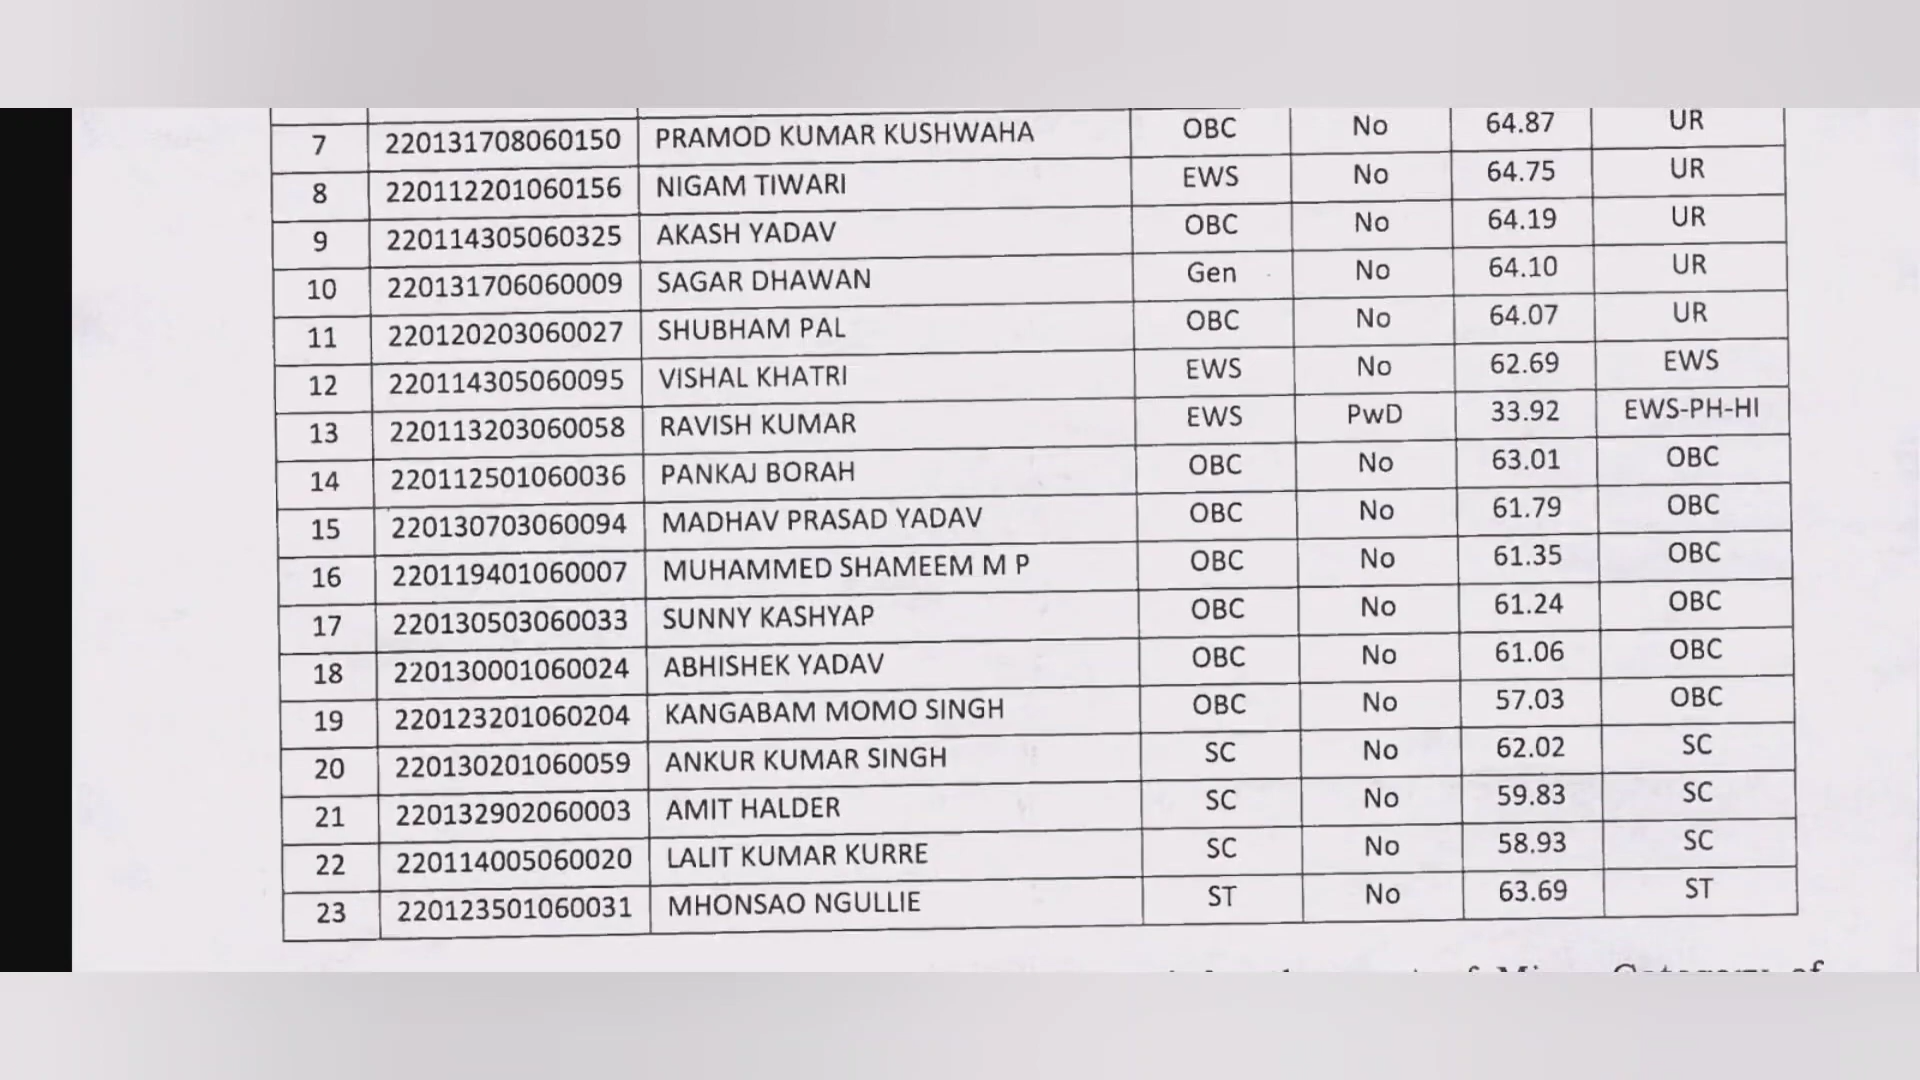 7 220131708060150 PRAMOD KUMAR KUSHWAHA OBC No 64.87 UR
8 220112201060156 NIGAM TIWARI EWS No 64.75 UR
9 220114305060325 AKASH YADAV OBC No 64.19 UR
10 220131706060009 SAGAR DHAWAN Gen No 64.10 UR
11 220120203060027 SHUBHAM PAL OBC No 64.07 UR
12 220114305060095 VISHAL KHATRI EWS No 62.69 EWS
13 220113203060058 RAVISH KUMAR EWS PwD 33.92 EWS-PH-HI
14 220112501060036 PANKAJ BORAH OBC No 63.01 OBC
15 220130703060094 MADHAV PRASAD YADAV OBC No 61.79 OBC
16 220119401060007 MUHAMMED SHAMEEM M P OBC No 61.35 OBC
17 220130503060033 SUNNY KASHYAP OBC No 61.24 OBC
18 220130001060024 ABHISHEK YADAV OBC No 61.06 OBC
19 220123201060204 KANGABAM MOMO SINGH OBC No 57.03 OBC
20 220130201060059 ANKUR KUMAR SINGH SC No 62.02 SC
21 220132902060003 AMIT HALDER SC No 59.83 SC
22 220114005060020 LALIT KUMAR KURRE SC No 58.93 SC
23 220123501060031 MHONSAO NGULLIE ST No 63.69 ST